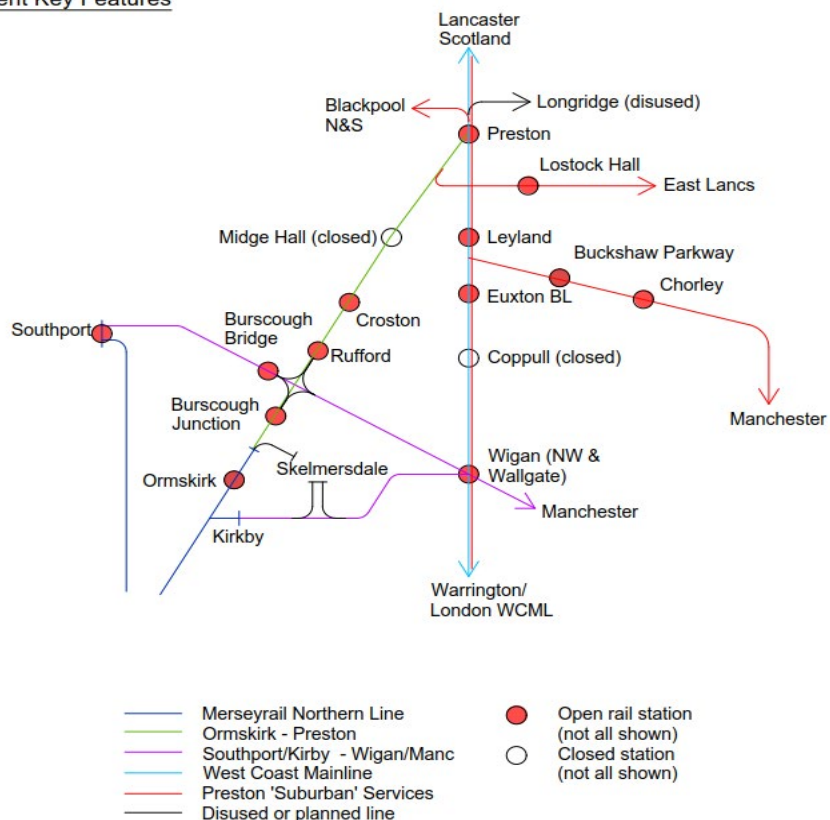 ent Key Features
Lancaster
Scotland
Blackpool
N&S
Longridge (disused)
Preston
Lostock Hall
East Lancs
Midge Hall (closed)
Leyland
Buckshaw Parkway
Chorley
Euxton BL
Croston
Southport
Burscough
Bridge
Rufford
Coppull (closed)
Burscough
Junction
Manchester
Ormskirk
Skelmersdale
Wigan (NW &
Wallgate)
Manchester
Kirkby
Warrington/
London WCML
Merseyrail Northern Line
Ormskirk - Preston
Southport/Kirby - Wigan/Manc
West Coast Mainline
Preston 'Suburban' Services
Disused or planned line
Open rail station
(not all shown)
Closed station
(not all shown)